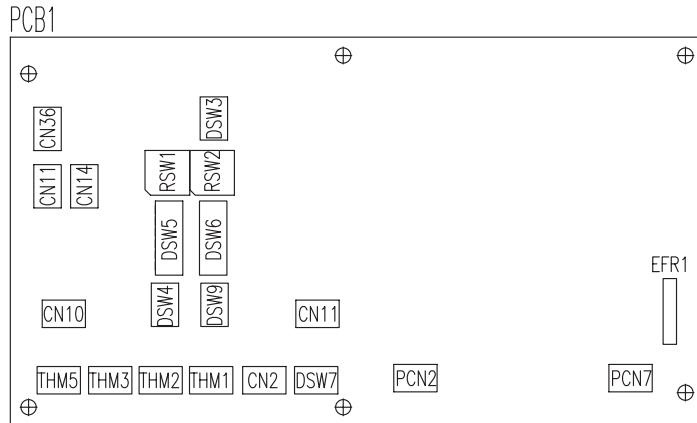 PCB1
CN36
DSW3
CN11
CN14
RSW1
RSW2
DSW5
DSW6
EFR1
DSW4
DSW9
CN10
CN11
THM5
THM3
THM2
THM1
CN2
DSW7
PCN2
PCN7